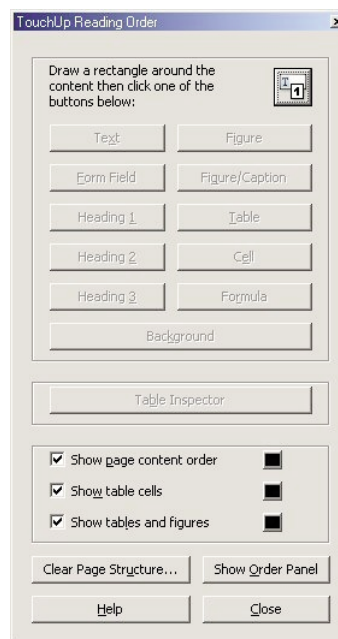 TouchUp Reading Order
Draw a rectangle around the
content then click one of the
buttons below:
1
Text Figure
Form Field Figure/Caption
Heading 1 Table
Heading 2 Cell
Heading 3 Formula
Background
Table Inspector
Show page content order
Show table cells
Show tables and figures
Clear Page Structure... Show Order Panel
Help Close